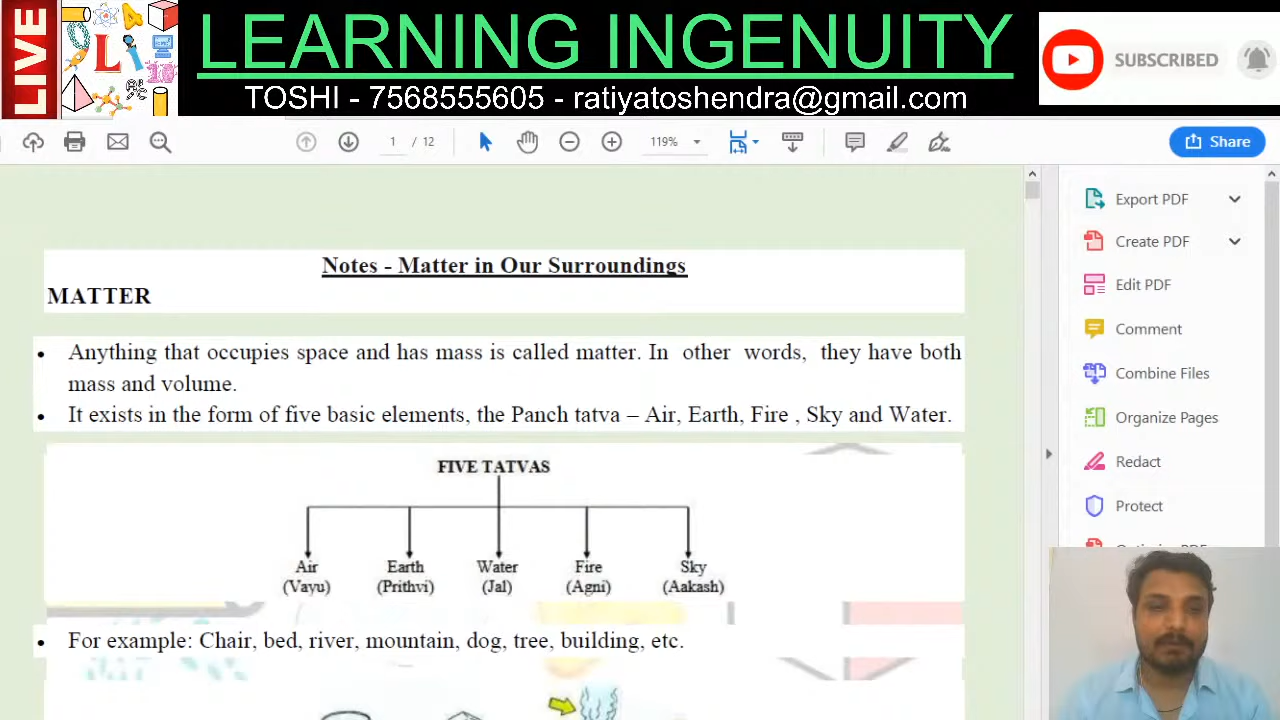 LIVE
LEARNING INGENUITY
TOSHI - 7568555605 - ratiyatoshendra@gmail.com
SUBSCRIBED
1 / 12
119%
Share
Export PDF
Create PDF
Edit PDF
Comment
Combine Files
Organize Pages
Redact
Protect
Notes - Matter in Our Surroundings
MATTER
• Anything that occupies space and has mass is called matter. In other words, they have both
mass and volume.
• It exists in the form of five basic elements, the Panch tatva – Air, Earth, Fire , Sky and Water.
FIVE TATVAS
Air Earth Water Fire Sky
(Vayu) (Prithvi) (Jal) (Agni) (Aakash)
• For example: Chair, bed, river, mountain, dog, tree, building, etc.